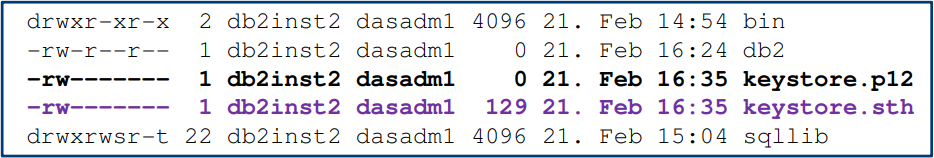 drwxr-xr-x  2 db2inst2 dasadm1 4096 21. Feb 14:54 bin
-rw-r--r--  1 db2inst2 dasadm1    0 21. Feb 16:24 db2
-rw-------  1 db2inst2 dasadm1    0 21. Feb 16:35 keystore.p12
-rw-------  1 db2inst2 dasadm1  129 21. Feb 16:35 keystore.sth
drwxrwsr-t 22 db2inst2 dasadm1 4096 21. Feb 15:04 sqllib